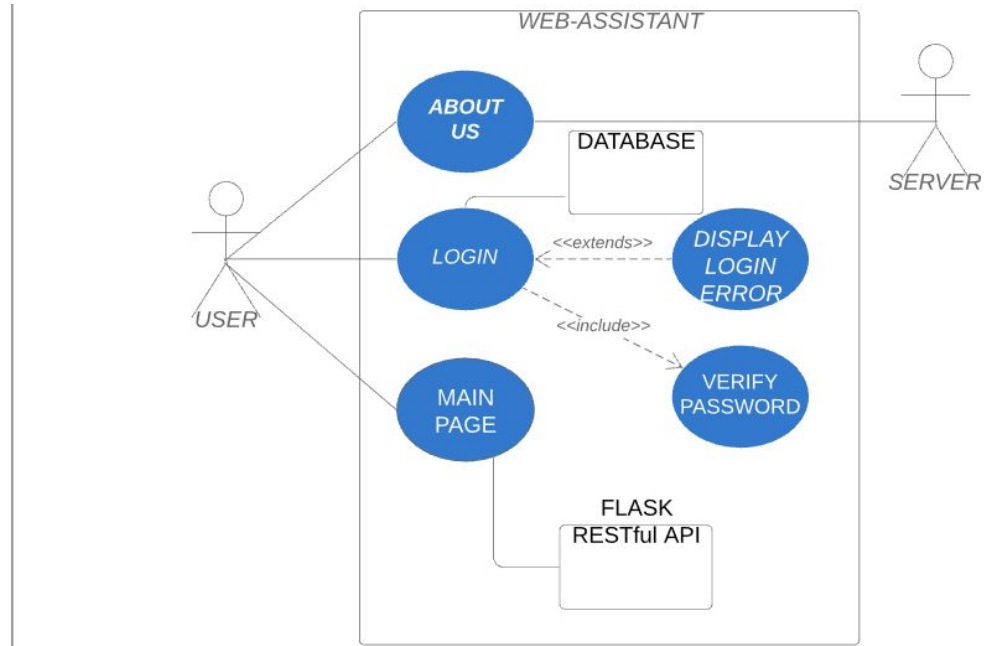 WEB-ASSISTANT
ABOUT
US
DATABASE
SERVER
LOGIN
<<extends>>
DISPLAY
LOGIN
ERROR
USER
<<include>>
VERIFY
PASSWORD
MAIN
PAGE
FLASK
RESTful API